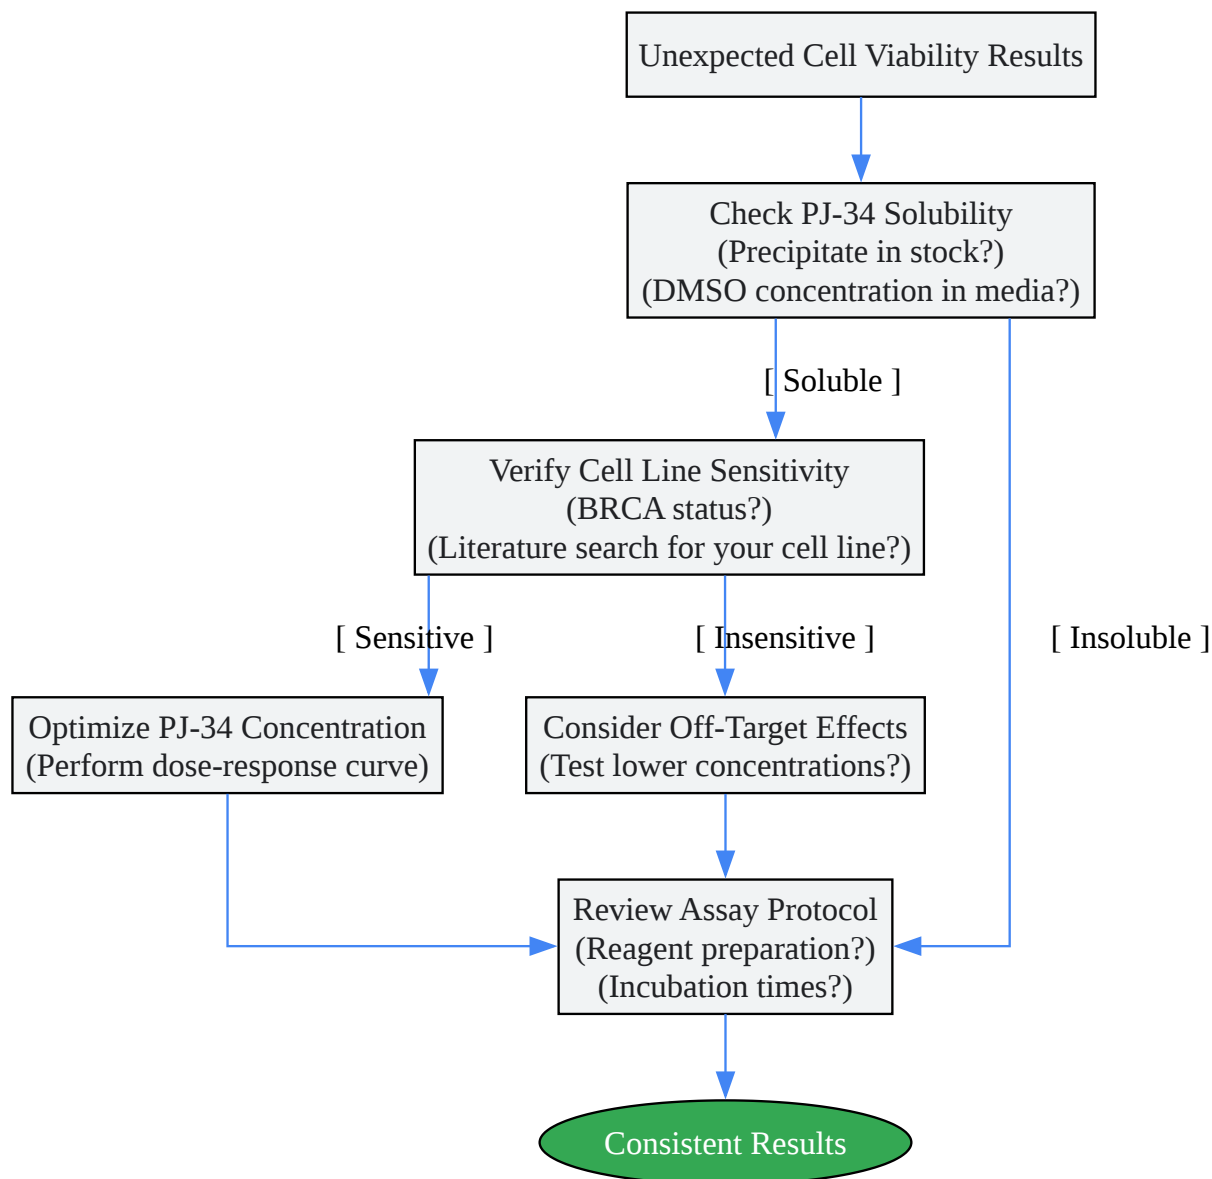 Unexpected Cell Viability Results
Check PJ-34 Solubility
(Precipitate in stock?)
(DMSO concentration in media?)
[ Soluble ]
Verify Cell Line Sensitivity
(BRCA status?)
(Literature search for your cell line?)
[ Sensitive ]
[ Insensitive ]
[ Insoluble ]
Optimize PJ-34 Concentration
(Perform dose-response curve)
Consider Off-Target Effects
(Test lower concentrations?)
Review Assay Protocol
(Reagent preparation?)
(Incubation times?)
Consistent Results